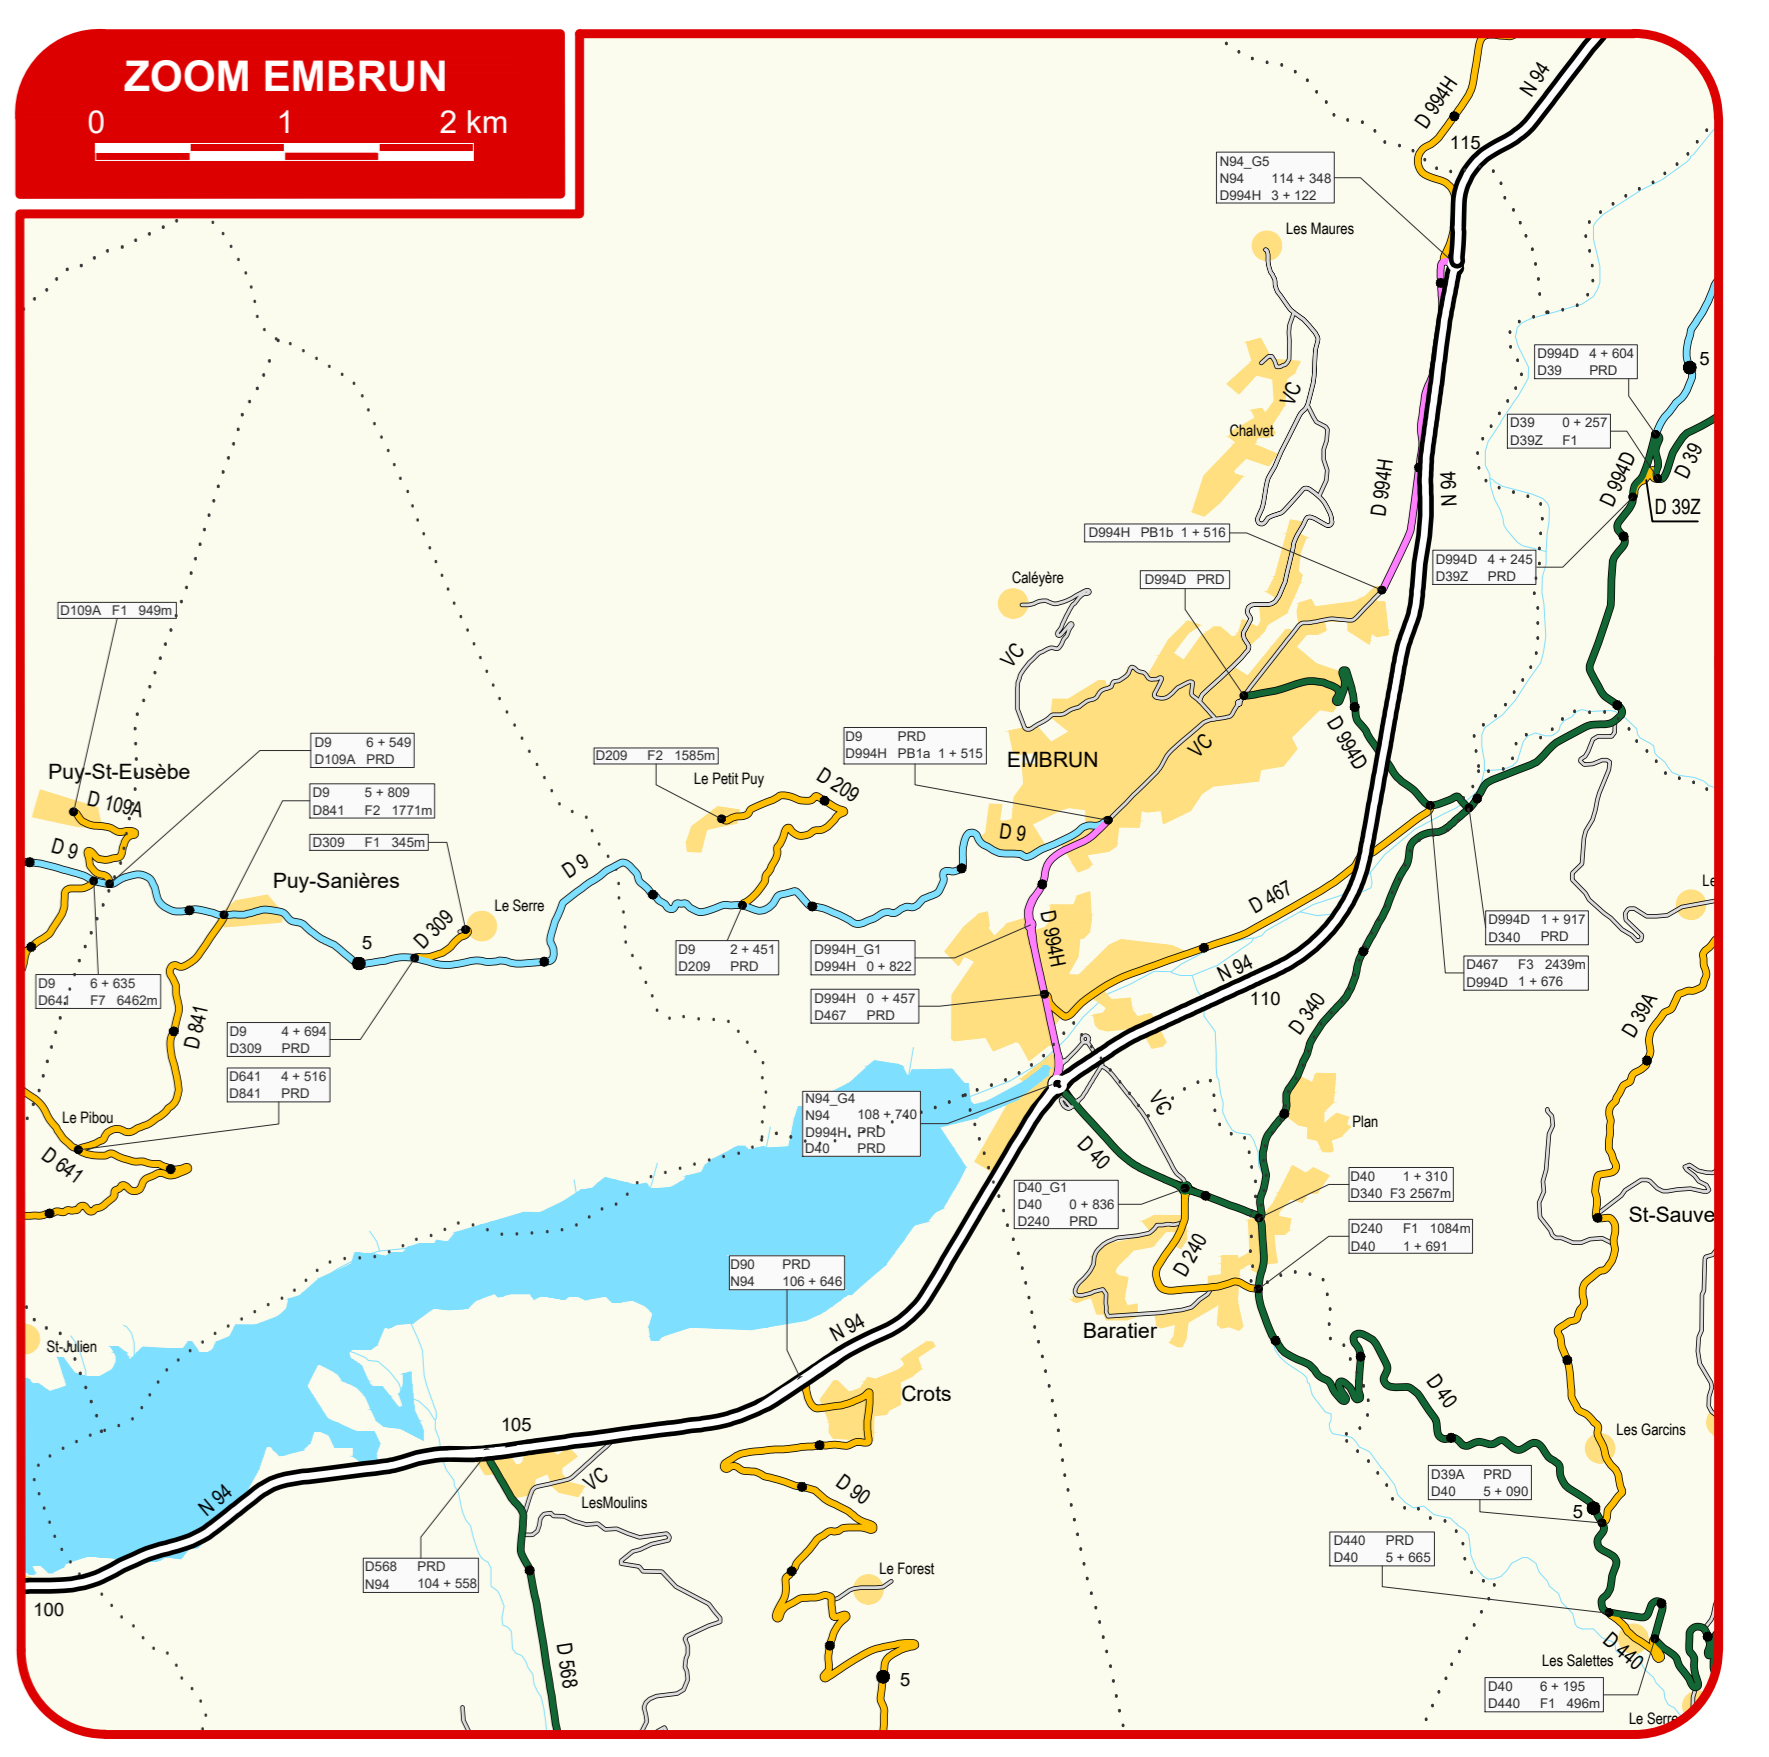 ZOOM EMBRUN
0 1 2 km
D 994H
N 94
115
N94_G5
N94 114 + 348
D994H 3 + 122
Les Maures
VC
Chalvet
D994D 4 + 604
D39 PRD
5
D39 0 + 257
D39Z F1
D 994D
D 39
D 39Z
D 994H
N 94
D994H PB1b 1 + 516
D994D 4 + 245
D39Z PRD
Caléyère
D994D PRD
VC
D109A F1 949m
D9 6 + 549
D109A PRD
Puy-St-Eusèbe
D 109A
D9 5 + 809
D841 F2 1771m
D309 F1 345m
D 9
Puy-Sanières
D209 F2 1585m
Le Petit Puy
D 209
D9 PRD
D994H PB1a 1 + 515
EMBRUN
VC
D 994D
D 9
D 9
Le Serre
D 309
5
D 467
Le
D9 2 + 451
D209 PRD
D994H_G1
D994H 0 + 822
D 994H
D994D 1 + 917
D340 PRD
D467 F3 2439m
D994D 1 + 676
D9 6 + 635
D641 F7 6462m
D994H 0 + 457
D467 PRD
N 94
110
D 340
D 39A
D 841
D9 4 + 694
D309 PRD
D641 4 + 516
D841 PRD
Le Pibou
D 641
N94_G4
N94 108 + 740
D994H PRD
D40 PRD
VC
Plan
D 40
D40_G1
D40 0 + 836
D240 PRD
D40 1 + 310
D340 F3 2567m
St-Sauve
D240 F1 1084m
D40 1 + 691
D 240
D90 PRD
N94 106 + 646
Baratier
N 94
St-Julien
Crots
D 40
105
Les Garcins
VC
LesMoulins
N 94
D 90
D39A PRD
D40 5 + 090
5
D440 PRD
D40 5 + 665
D568 PRD
N94 104 + 558
Le Forest
100
D 568
5
D 440
Les Salettes
D40 6 + 195
D440 F1 496m
Le Serre